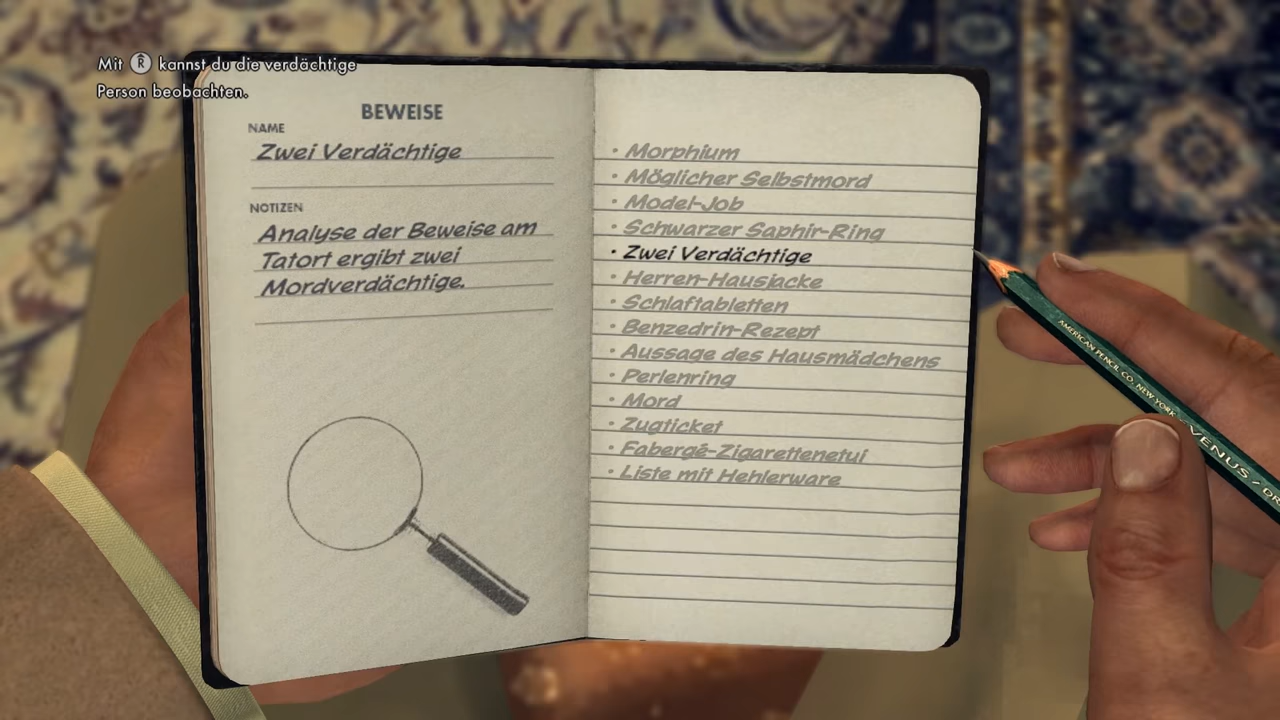 Mit R kannst du die verdächtige
Person beobachten.
BEWEISE
NAME
Zwei Verdächtige
NOTIZEN
Analyse der Beweise am
Tatort ergibt zwei
Mordverdächtige.
• Morphium
• Möglicher Selbstmord
• Model-Job
• Schwarzer Saphir-Ring
• Zwei Verdächtige
• Herren-Hausjacke
• Schlaftabletten
• Benzedrin-Rezept
• Aussage des Hausmädchens
• Perlenring
• Mord
• Zugticket
• Fabergé-Zigarettenetui
• Liste mit Hehlerware
AMERICAN PENCIL CO. NEW YORK
VENUS / DR